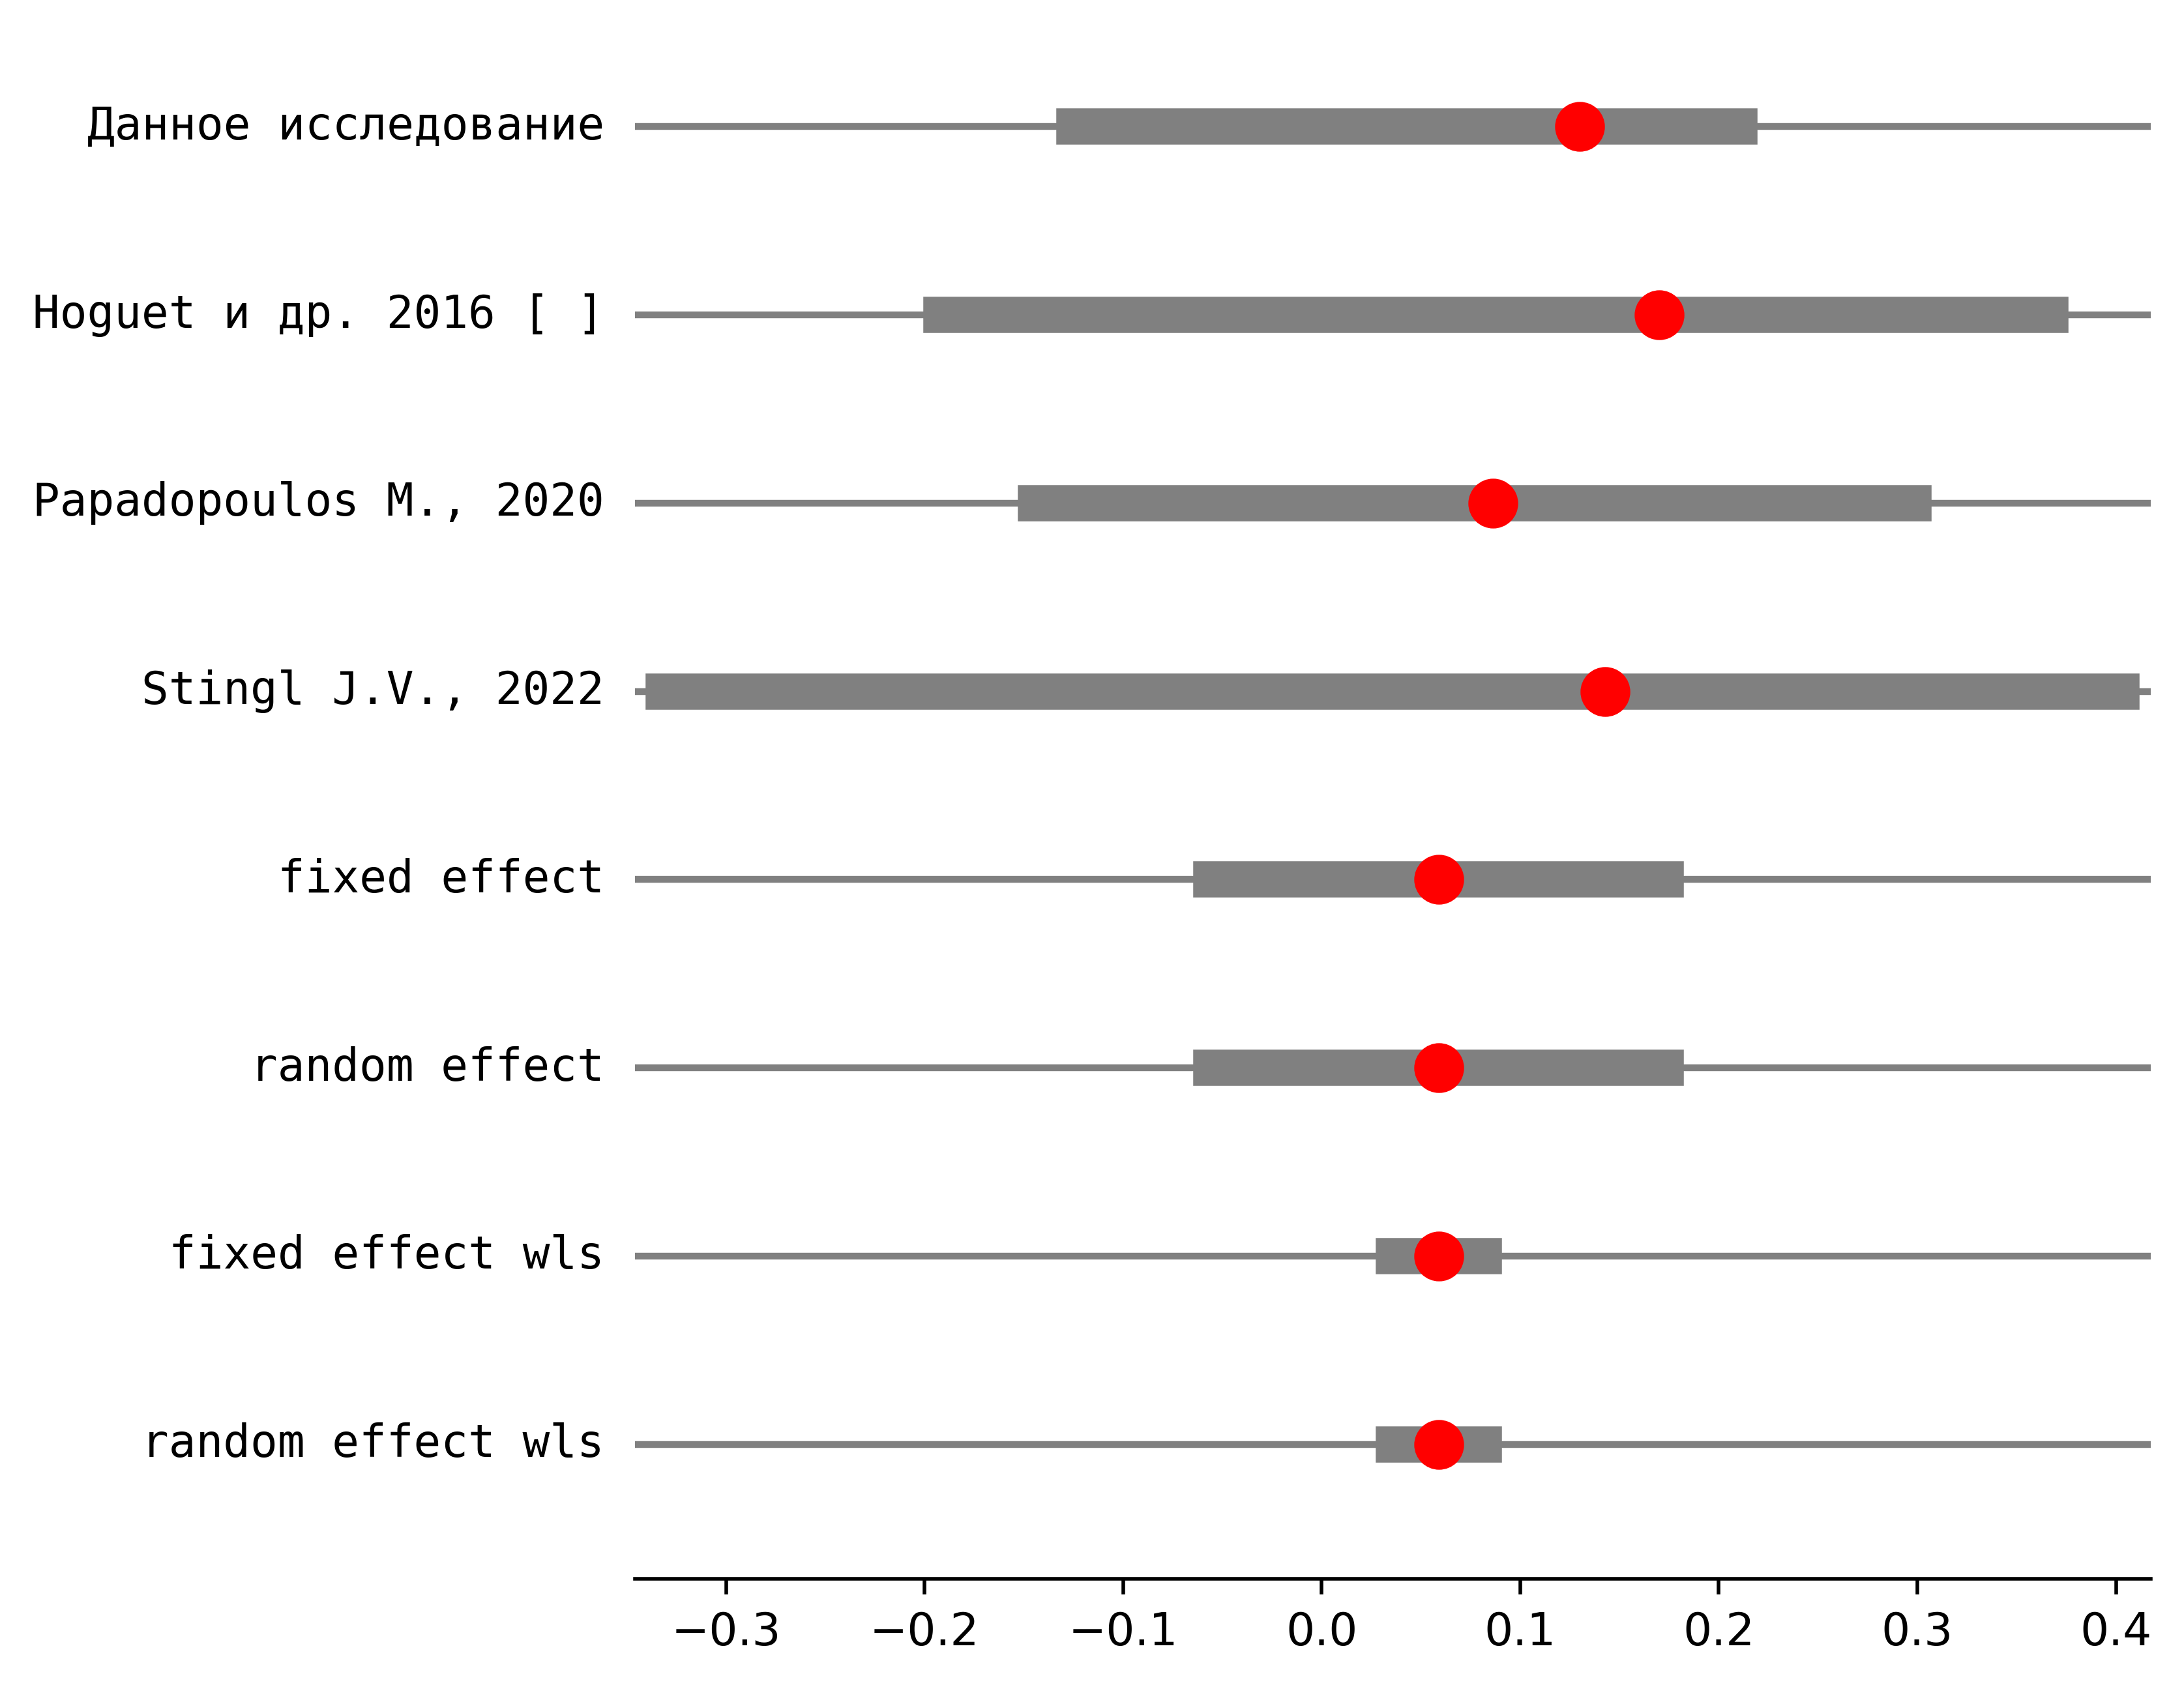 Данное исследование
Hoguet и др. 2016 [ ]
Papadopoulos M., 2020
Stingl J.V., 2022
fixed effect
random effect
fixed effect wls
random effect wls
−0.3 −0.2 −0.1 0.0 0.1 0.2 0.3 0.4